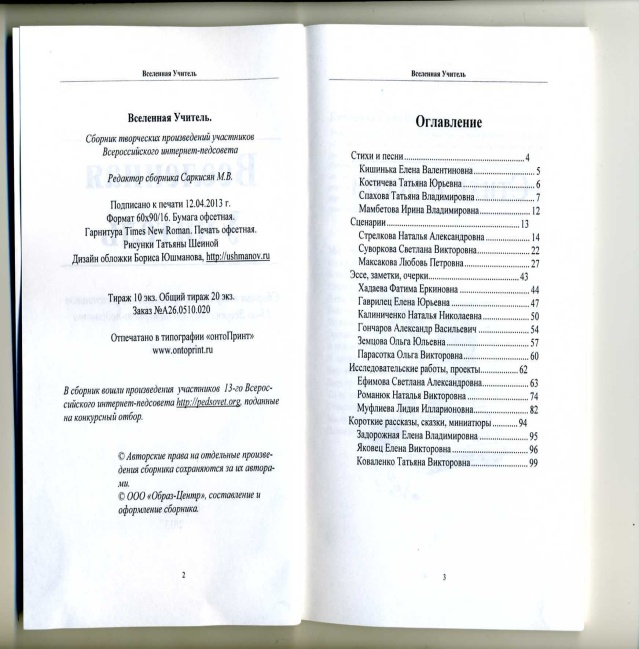 Вселенная Учитель
Вселенная Учитель.
Сборник творческих произведений участников
Всероссийского интернет-педсовета
Редактор сборника Саркисян М.В.
Подписано к печати 12.04.2013 г.
Формат 60х90/16. Бумага офсетная.
Гарнитура Times New Roman. Печать офсетная.
Рисунки Татьяны Шеиной
Дизайн обложки Бориса Юшманова, http://ushmanov.ru
Тираж 10 экз. Общий тираж 20 экз.
Заказ №A26.0510.020
Отпечатано в типографии «онтоПринт»
www.ontoprint.ru
В сборник вошли произведения участников 13-го Всерос-
сийского интернет-педсовета http://pedsovet.org, поданные
на конкурсный отбор.
© Авторские права на отдельные произве-
дения сборника сохраняются за их автора-
ми.
© ООО «Образ-Центр», составление и
оформление сборника.
2
Вселенная Учитель
Оглавление
Стихи и песни 4
Кишинька Елена Валентиновна 5
Костичева Татьяна Юрьевна 6
Спахова Татьяна Владимировна 7
Мамбетова Ирина Владимировна 12
Сценарии 13
Стрелкова Наталья Александровна 14
Суворкова Светлана Викторовна 22
Максакова Любовь Петровна 27
Эссе, заметки, очерки 43
Хадаева Фатима Еркиновна 44
Гаврилец Елена Юрьевна 47
Калиниченко Наталья Николаевна 50
Гончаров Александр Васильевич 54
Земцова Ольга Юльевна 57
Парасотка Ольга Викторовна 60
Исследовательские работы, проекты 62
Ефимова Светлана Александровна 63
Романюк Наталья Викторовна 74
Муфлиева Лидия Илларионовна 82
Короткие рассказы, сказки, миниатюры 94
Задорожная Елена Владимировна 95
Яковец Елена Викторовна 96
Коваленко Татьяна Викторовна 99
3